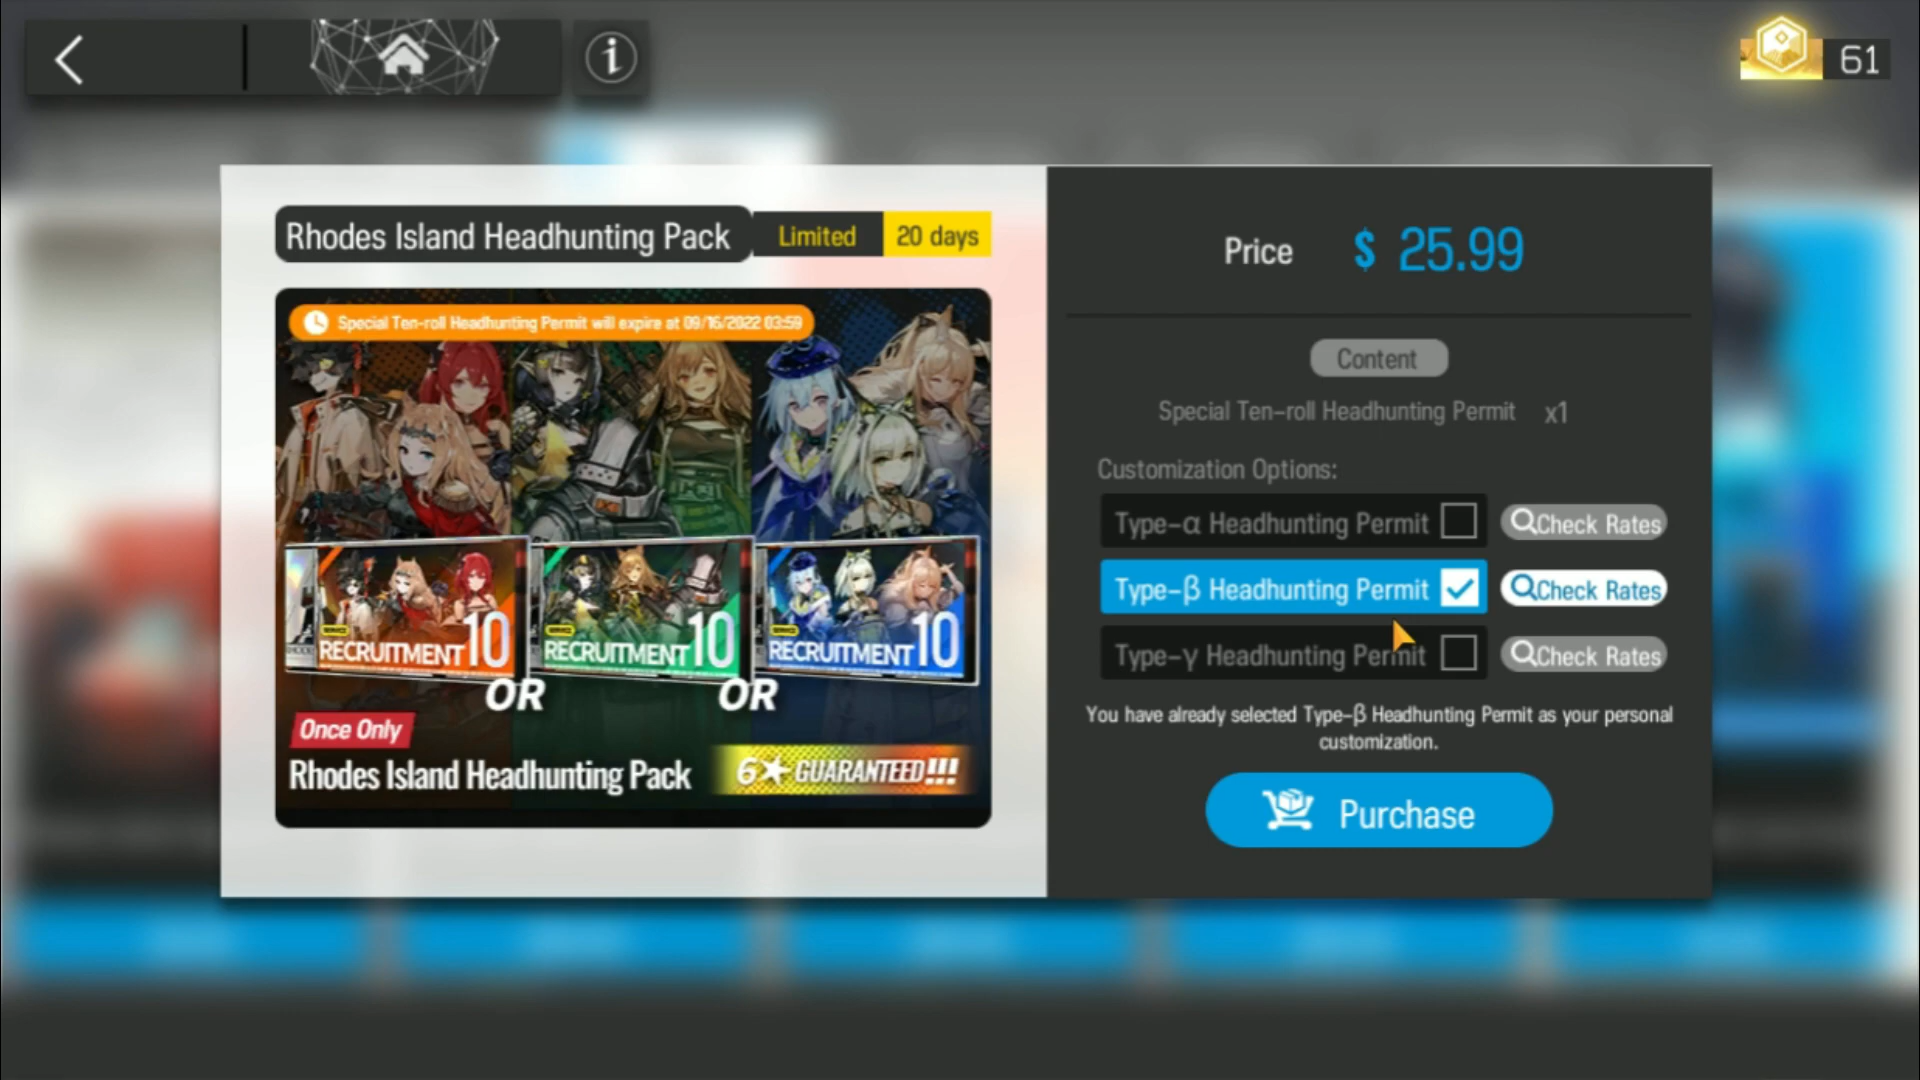 61
Rhodes Island Headhunting Pack
Limited
20 days
Special Ten-roll Headhunting Permit will expire at 09/16/2022 03:59
RECRUITMENT 10
RECRUITMENT 10
RECRUITMENT 10
OR
OR
Once Only
Rhodes Island Headhunting Pack
6★ GUARANTEED!!!
Price $ 25.99
Content
Special Ten-roll Headhunting Permit x1
Customization Options:
Type-α Headhunting Permit
Check Rates
Type-β Headhunting Permit
Check Rates
Type-γ Headhunting Permit
Check Rates
You have already selected Type-β Headhunting Permit as your personal
customization.
Purchase